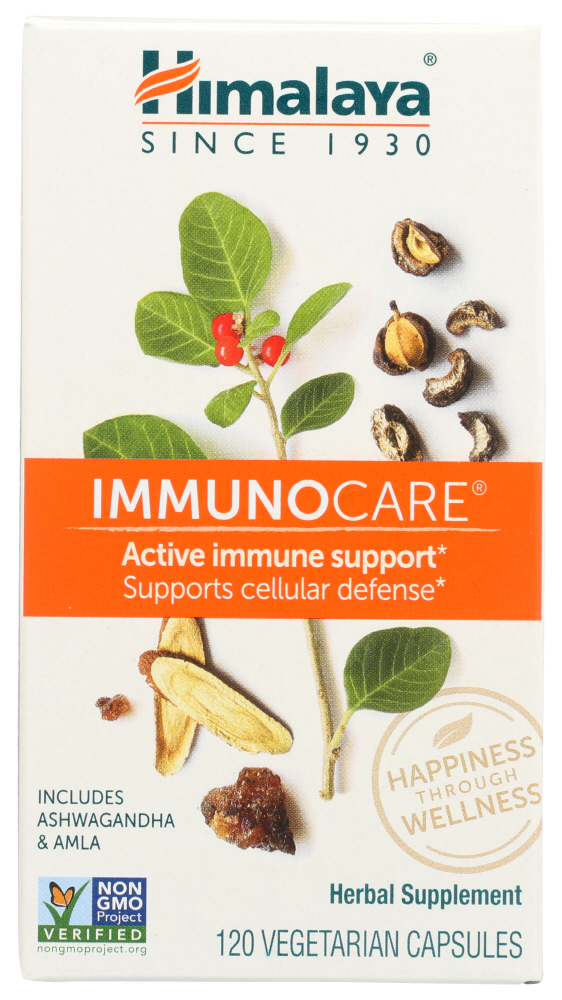 Himalaya®
SINCE 1930
IMMUNOCARE®
Active immune support*
Supports cellular defense*
HAPPINESS
THROUGH
WELLNESS
INCLUDES
ASHWAGANDHA
& AMLA
NON
GMO
Project
VERIFIED
nongmoproject.org
Herbal Supplement
120 VEGETARIAN CAPSULES